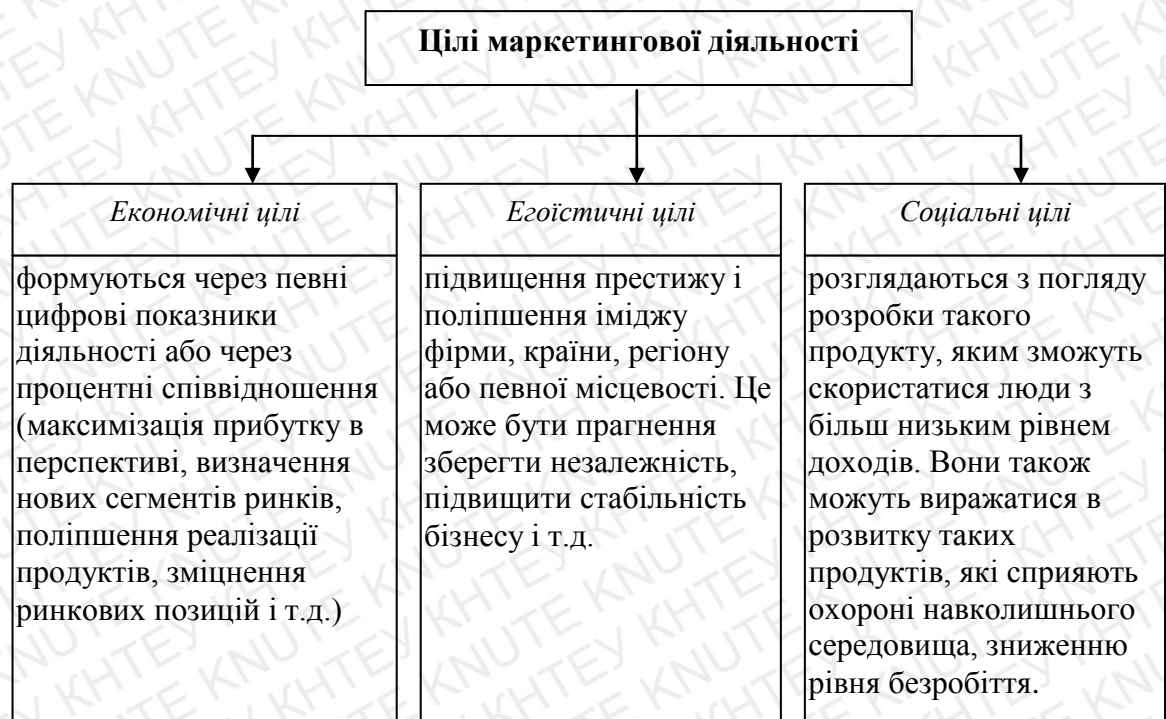 Цілі маркетингової діяльності
Економічні цілі
формуються через певні
цифрові показники
діяльності або через
процентні співвідношення
(максимізація прибутку в
перспективі, визначення
нових сегментів ринків,
поліпшення реалізації
продуктів, зміцнення
ринкових позицій і т.д.)
Егоїстичні цілі
підвищення престижу і
поліпшення іміджу
фірми, країни, регіону
або певної місцевості. Це
може бути прагнення
зберегти незалежність,
підвищити стабільність
бізнесу і т.д.
Соціальні цілі
розглядаються з погляду
розробки такого
продукту, яким зможуть
скористатися люди з
більш низьким рівнем
доходів. Вони також
можуть виражатися в
розвитку таких
продуктів, які сприяють
охороні навколишнього
середовища, зниженню
рівня безробіття.